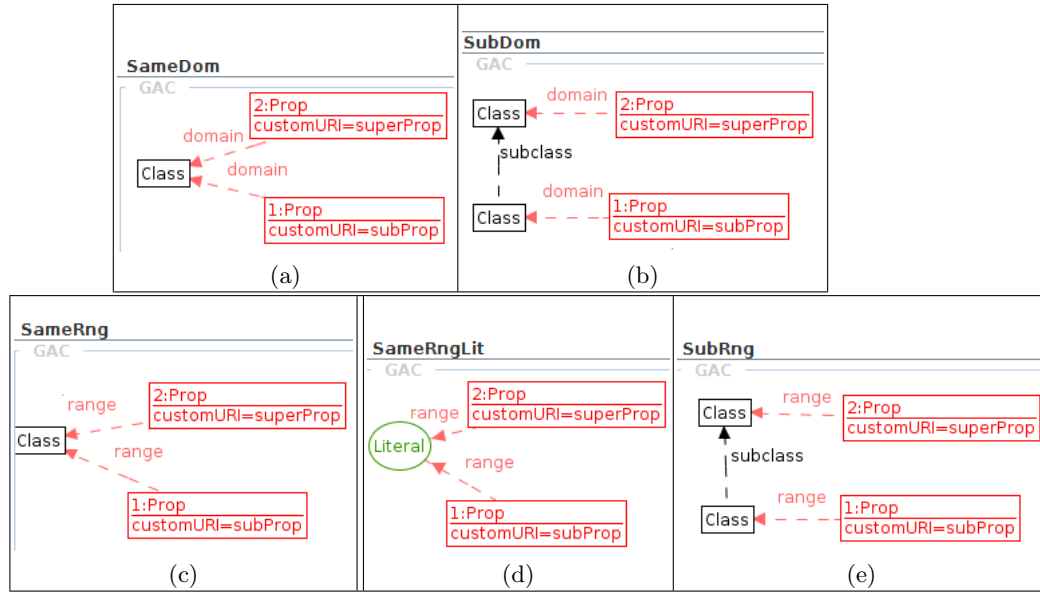 SameDom
GAC
2:Prop
customURI=superProp
domain
Class
domain
1:Prop
customURI=subProp
(a)
SubDom
GAC
Class
domain
2:Prop
customURI=superProp
subclass
Class
domain
1:Prop
customURI=subProp
(b)
SameRng
GAC
2:Prop
customURI=superProp
range
Class
range
1:Prop
customURI=subProp
(c)
SameRngLit
GAC
2:Prop
customURI=superProp
range
Literal
range
1:Prop
customURI=subProp
(d)
SubRng
GAC
Class
range
2:Prop
customURI=superProp
subclass
Class
range
1:Prop
customURI=subProp
(e)